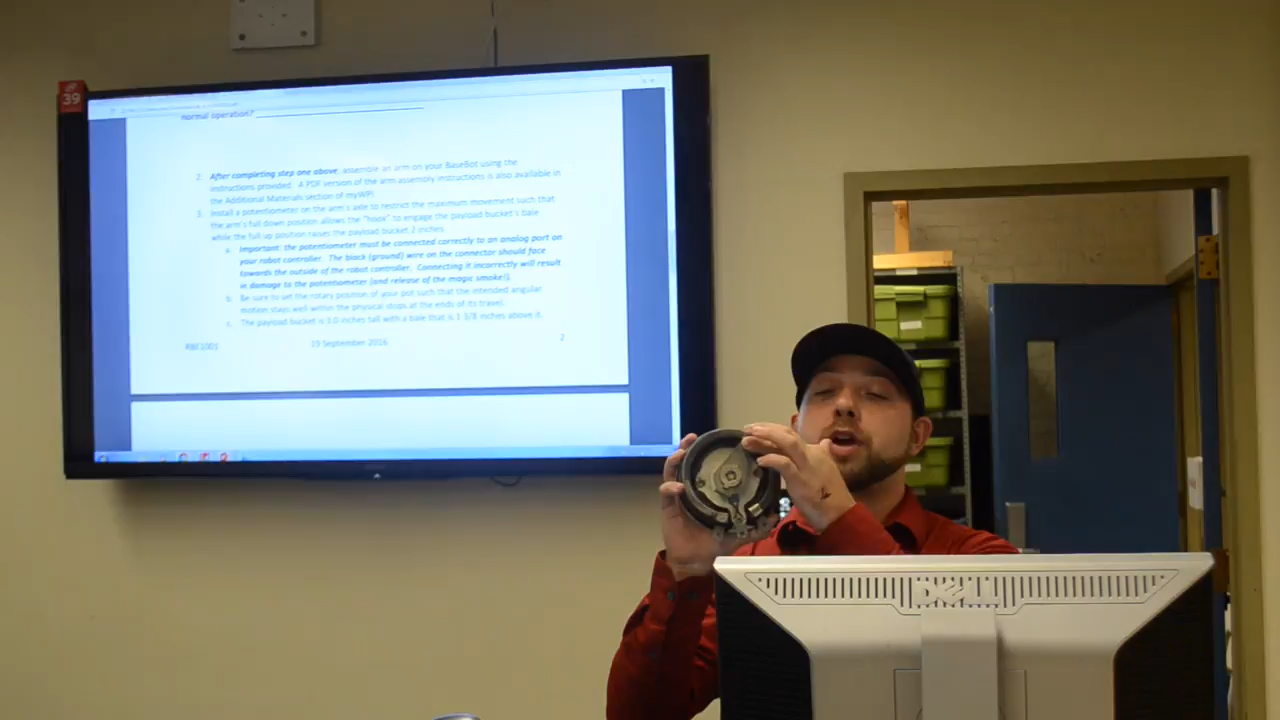 39
normal operation?
2. After completing step one above, assemble an arm on your BaseBot using the
instructions provided. A PDF version of the arm assembly instructions is also available in
the Additional Materials section of myWPI.
3. Install a potentiometer on the arm's axle to restrict the maximum movement such that
the arm's full down position allows the "hook" to engage the payload bucket's bale
while the full up position raises the payload bucket 2 inches.
a. Important: the potentiometer must be connected correctly to an analog port on
your robot controller. The black (ground) wire on the connector should face
towards the outside of the robot controller. Connecting it incorrectly will result
in damage to the potentiometer (and release of the magic smoke!).
b. Be sure to set the rotary position of your pot such that the intended angular
motion stays well within the physical stops at the ends of its travel.
c. The payload bucket is 5.0 inches tall with a bale that is 1 3/8 inches above it.
RBE1001 19 September 2016 2
DELL